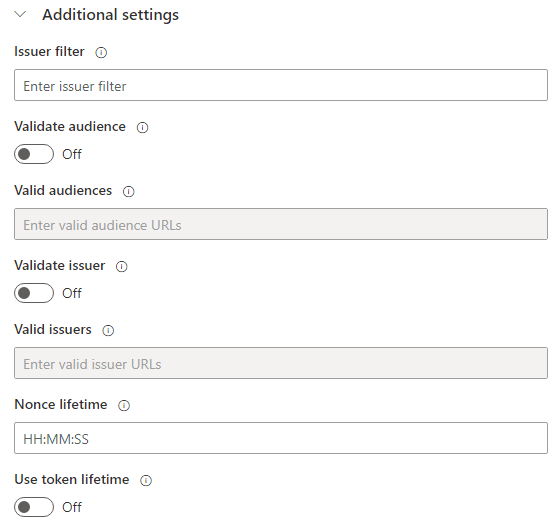 Additional settings
Issuer filter
Enter issuer filter
Validate audience
Off
Valid audiences
Enter valid audience URLs
Validate issuer
Off
Valid issuers
Enter valid issuer URLs
Nonce lifetime
HH:MM:SS
Use token lifetime
Off